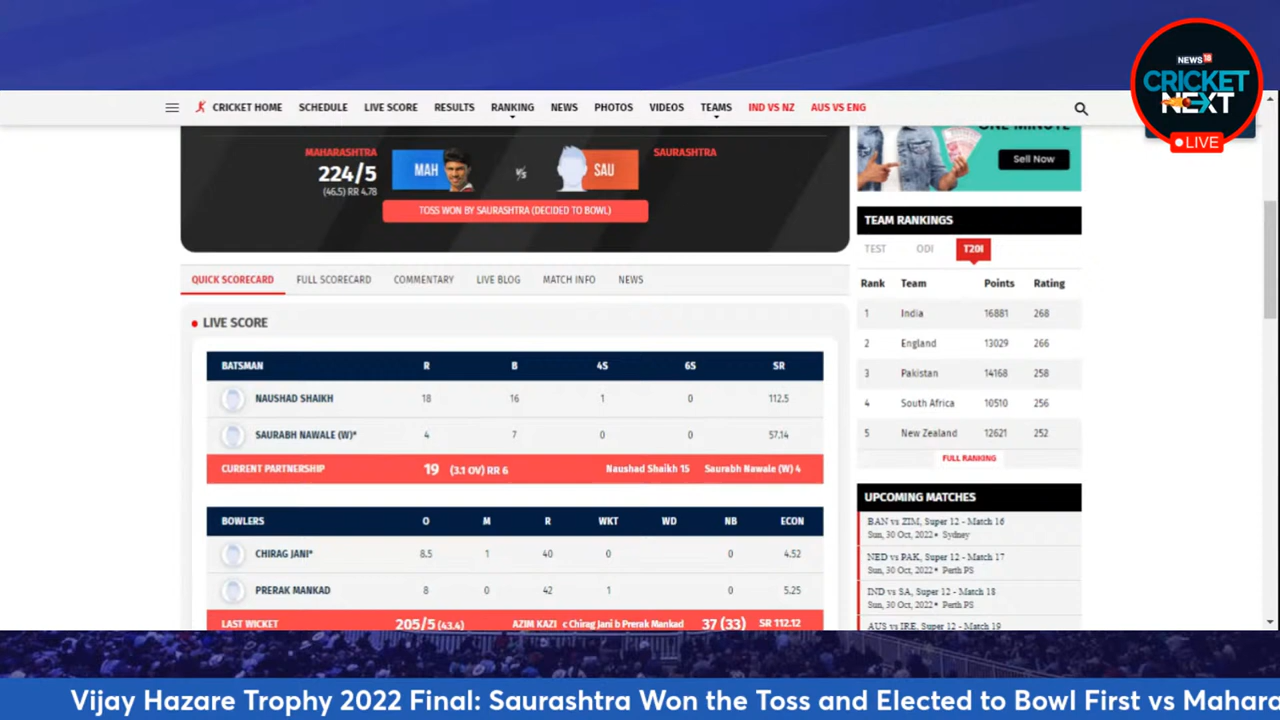 NEWS18
CRICKET
NEXT
LIVE
CRICKET HOME SCHEDULE LIVE SCORE RESULTS RANKING NEWS PHOTOS VIDEOS TEAMS IND VS NZ AUS VS ENG
MAHARASHTRA
224/5
(46.5) RR 4.78
MAH
VS
SAU
SAURASHTRA
TOSS WON BY SAURASHTRA (DECIDED TO BOWL)
ONE MINUTE
Sell Now
QUICK SCORECARD FULL SCORECARD COMMENTARY LIVE BLOG MATCH INFO NEWS
LIVE SCORE
BATSMAN R B 4S 6S SR
NAUSHAD SHAIKH 18 16 1 0 112.5
SAURABH NAWALE (W)* 4 7 0 0 57.14
CURRENT PARTNERSHIP 19 (3.1 OV) RR 6 Naushad Shaikh 15 Saurabh Nawale (W) 4
BOWLERS O M R WKT WD NB ECON
CHIRAG JANI* 8.5 1 40 0 0 4.52
PRERAK MANKAD 8 0 42 1 0 5.25
LAST WICKET 205/5 (43.4) AZIM KAZI c Chirag Jani b Prerak Mankad 37 (33) SR 112.12
TEAM RANKINGS
TEST ODI T20I
Rank Team Points Rating
1 India 16881 268
2 England 13029 266
3 Pakistan 14168 258
4 South Africa 10510 256
5 New Zealand 12621 252
FULL RANKING
UPCOMING MATCHES
BAN vs ZIM, Super 12 - Match 16
Sun, 30 Oct, 2022• Sydney
NED vs PAK, Super 12 - Match 17
Sun, 30 Oct, 2022• Perth PS
IND vs SA, Super 12 - Match 18
Sun, 30 Oct, 2022• Perth PS
AUS vs IRE, Super 12 - Match 19
Vijay Hazare Trophy 2022 Final: Saurashtra Won the Toss and Elected to Bowl First vs Mahara